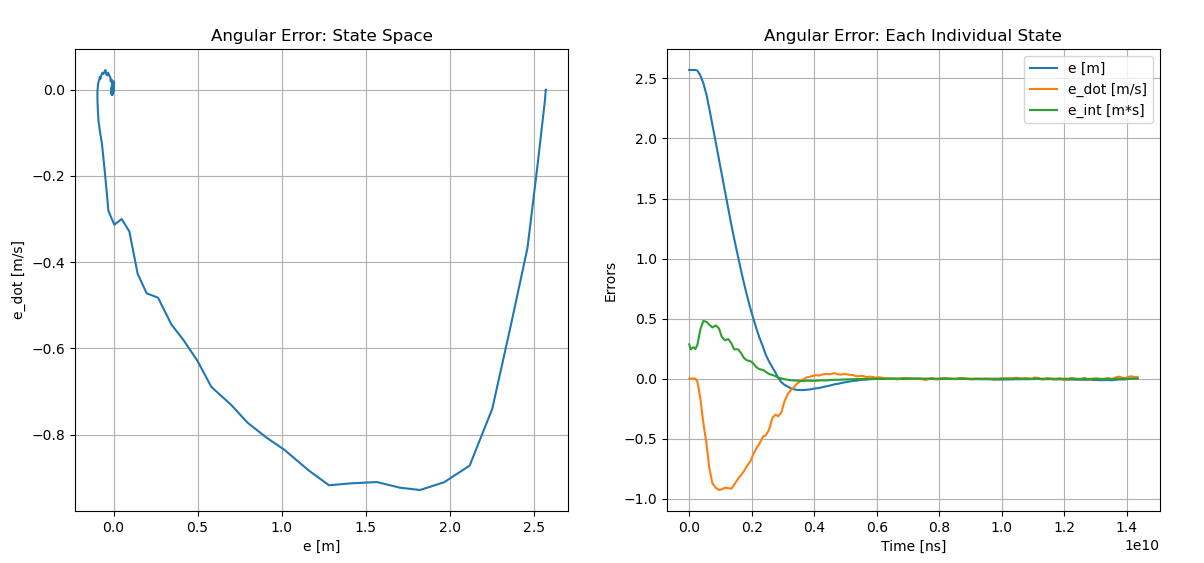 Angular Error: State Space
0.0
−0.2
−0.4
−0.6
−0.8
e_dot [m/s]
0.0 0.5 1.0 1.5 2.0 2.5
e [m]
Angular Error: Each Individual State
e [m]
e_dot [m/s]
e_int [m*s]
2.5
2.0
1.5
1.0
0.5
0.0
−0.5
−1.0
Errors
0.0 0.2 0.4 0.6 0.8 1.0 1.2 1.4
1e10
Time [ns]